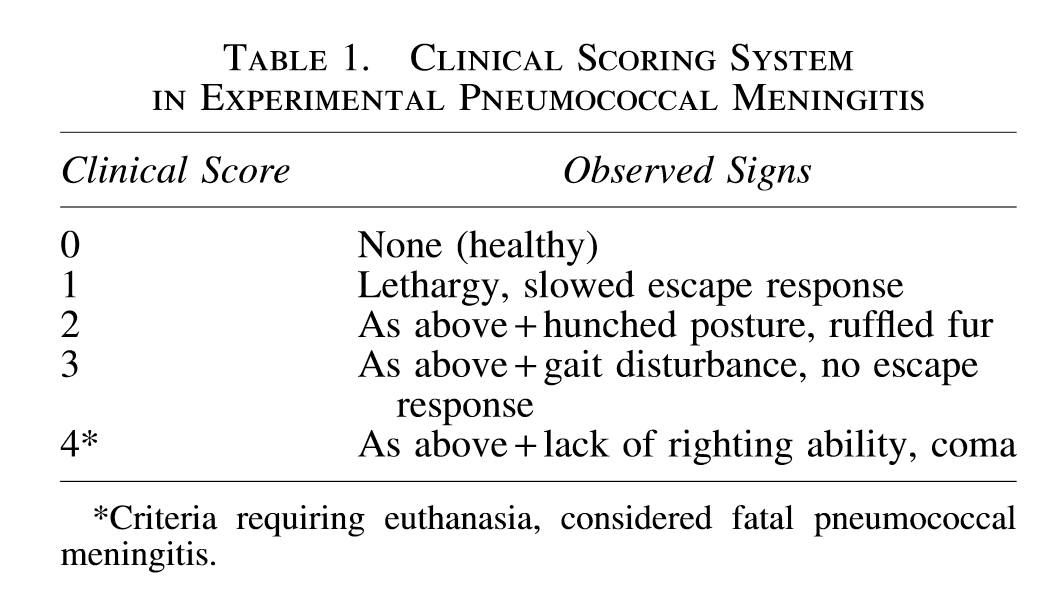 Table 1. Clinical Scoring System
in Experimental Pneumococcal Meningitis
Clinical Score Observed Signs
0 None (healthy)
1 Lethargy, slowed escape response
2 As above+hunched posture, ruffled fur
3 As above+gait disturbance, no escape
response
4* As above+lack of righting ability, coma
*Criteria requiring euthanasia, considered fatal pneumococcal
meningitis.